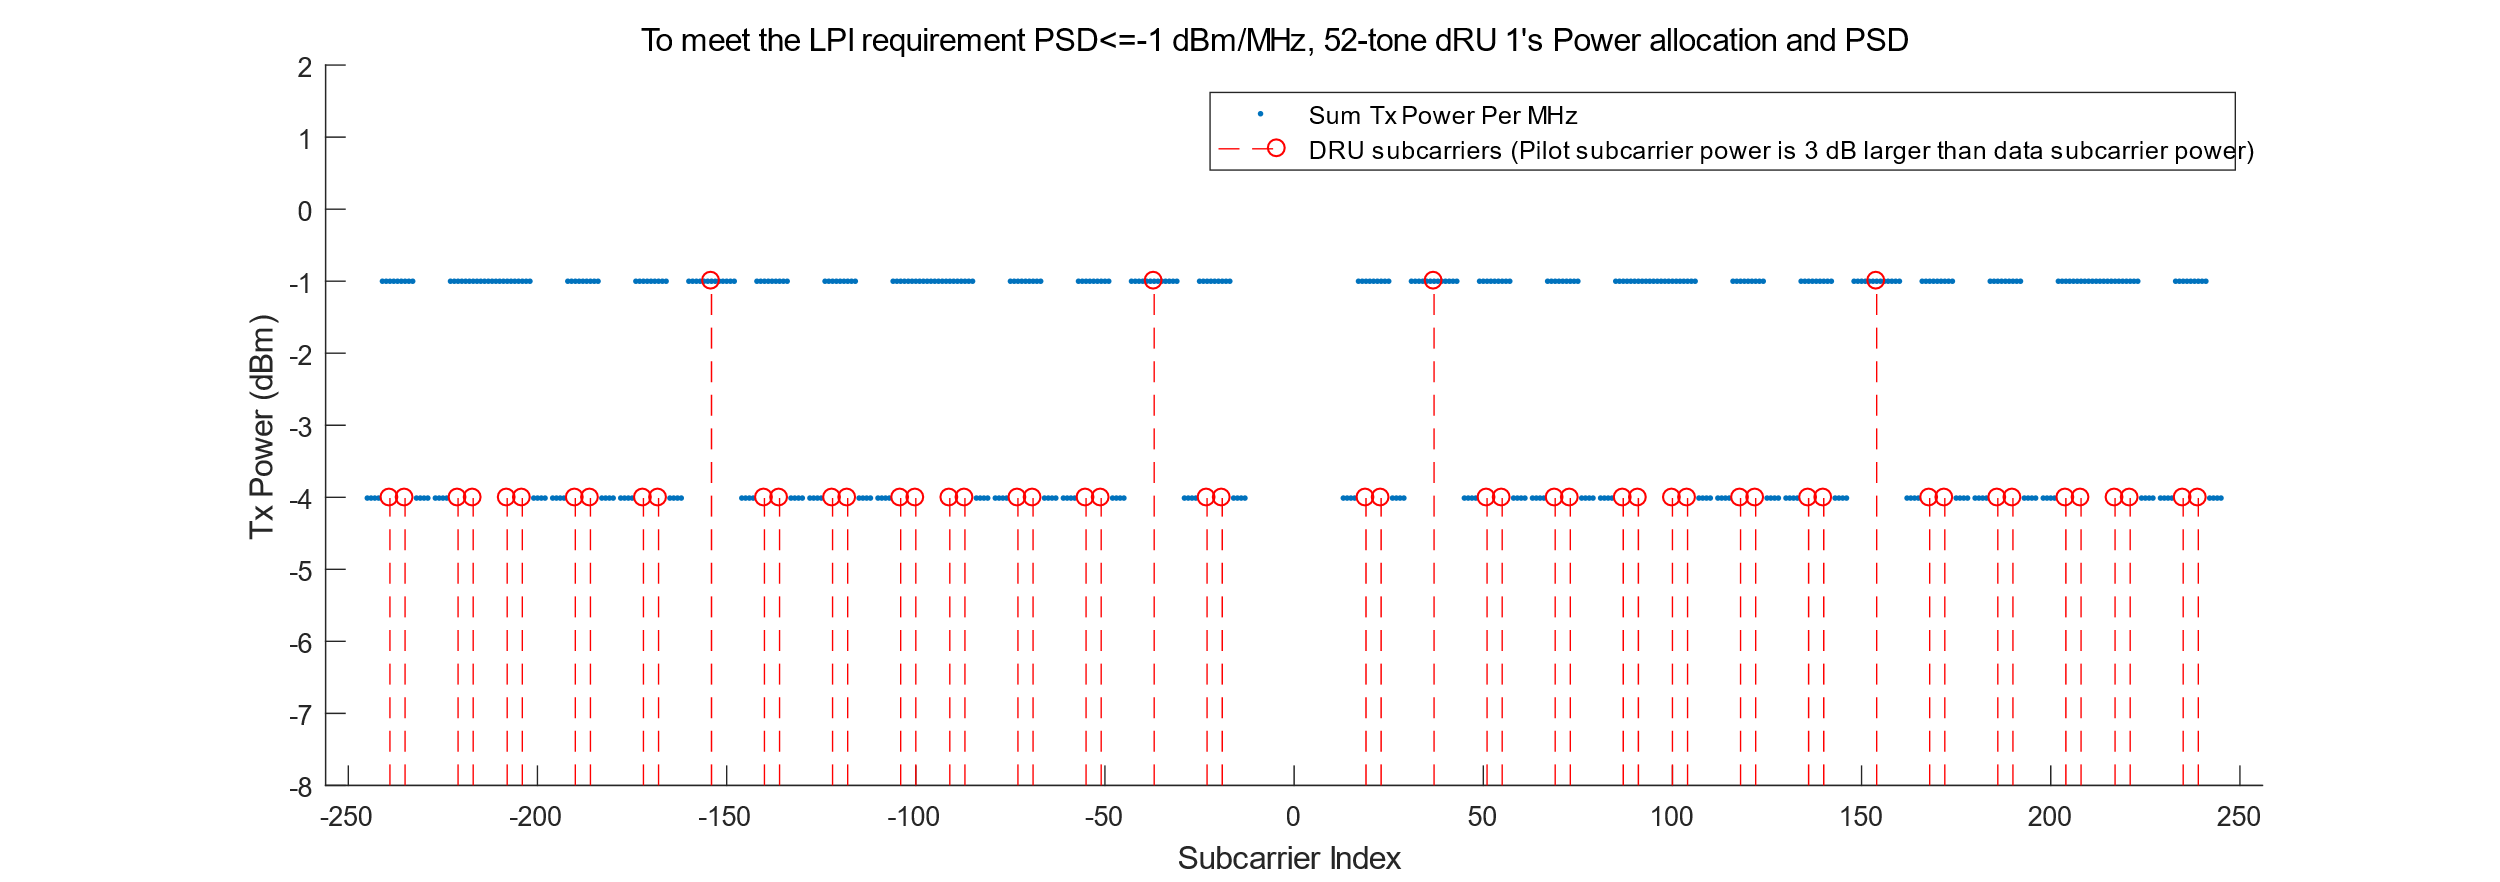 To meet the LPI requirement PSD<=-1 dBm/MHz, 52-tone dRU 1's Power allocation and PSD
Sum Tx Power Per MHz
DRU subcarriers (Pilot subcarrier power is 3 dB larger than data subcarrier power)
Tx Power (dBm)
2
1
0
-1
-2
-3
-4
-5
-6
-7
-8
-250 -200 -150 -100 -50 0 50 100 150 200 250
Subcarrier Index